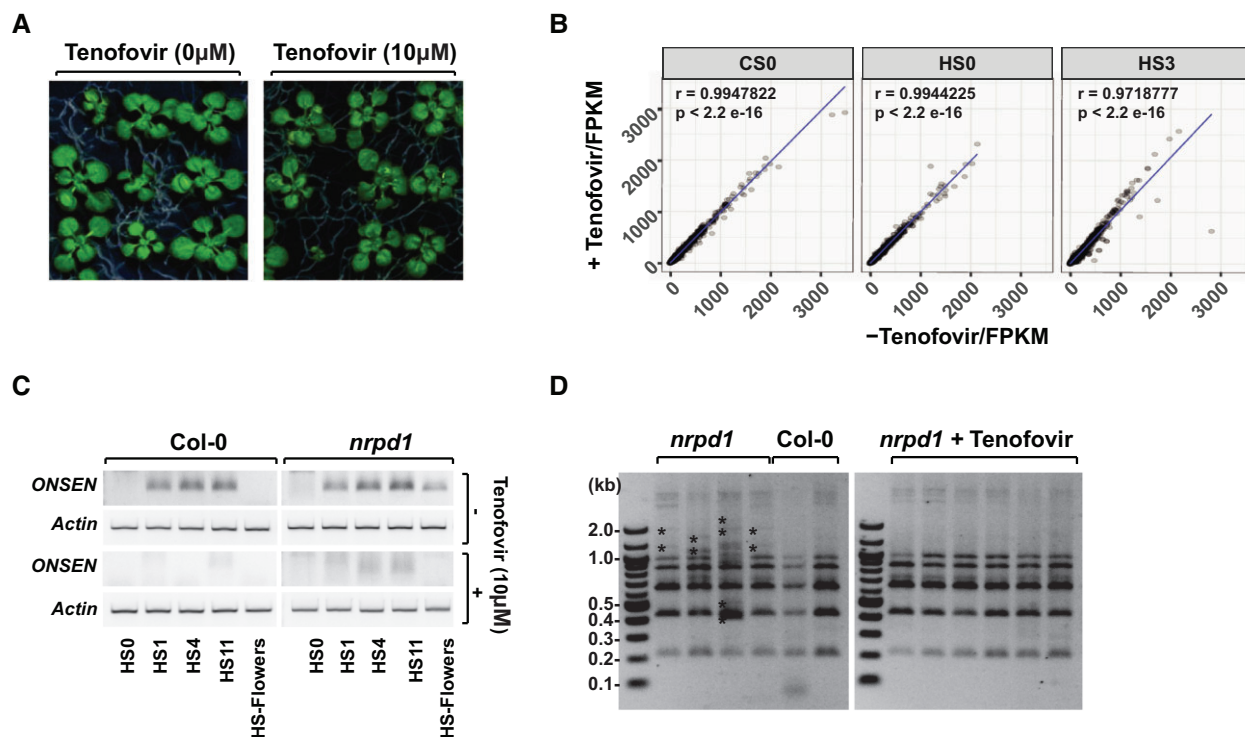 A
Tenofovir (0µM)
Tenofovir (10µM)
B
CS0
HS0
HS3
r = 0.9947822
p < 2.2 e-16
r = 0.9944225
p < 2.2 e-16
r = 0.9718777
p < 2.2 e-16
+ Tenofovir/FPKM
3000
2000
1000
0
0
1000
2000
3000
0
1000
2000
3000
0
1000
2000
3000
−Tenofovir/FPKM
C
Col-0
nrpd1
ONSEN
Actin
ONSEN
Actin
-
+
Tenofovir (10µM)
HS0
HS1
HS4
HS11
HS-Flowers
HS0
HS1
HS4
HS11
HS-Flowers
D
nrpd1
Col-0
nrpd1 + Tenofovir
(kb)
2.0
1.0
0.5
0.4
0.3
0.2
0.1
* * * * * * * * * *